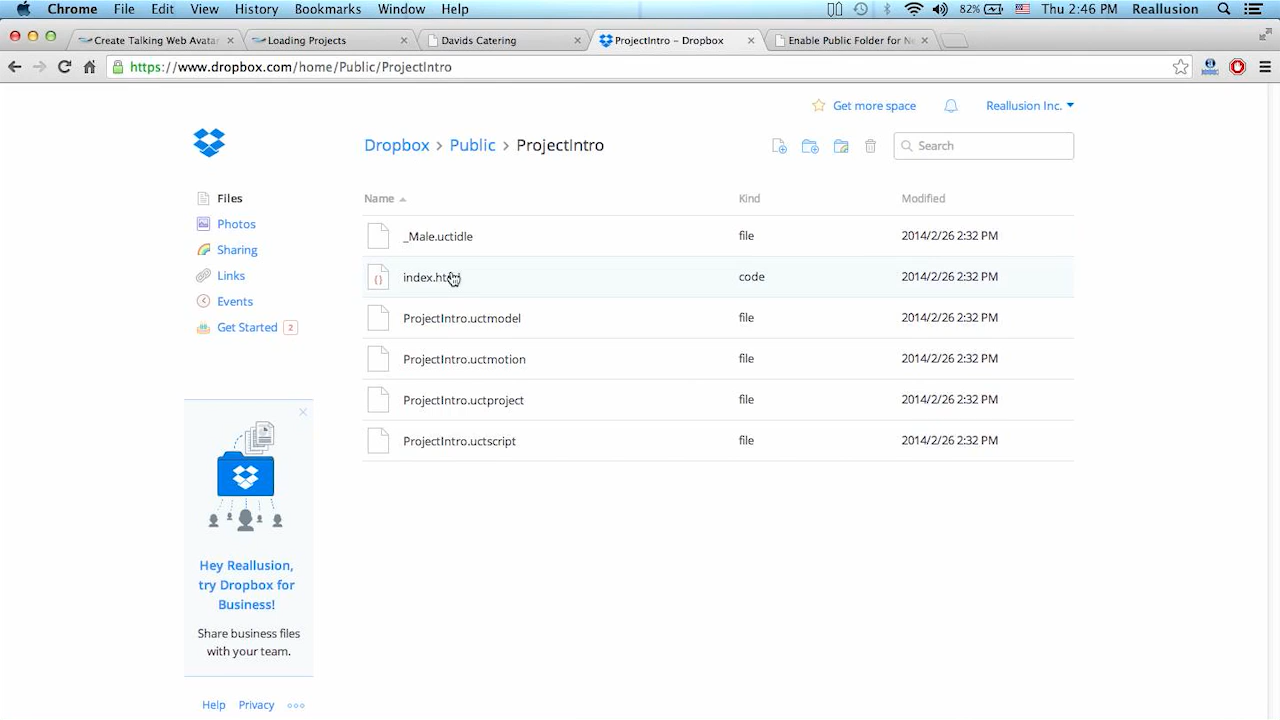 Chrome File Edit View History Bookmarks Window Help 82% Thu 2:46 PM Reallusion
Create Talking Web Avata Loading Projects Davids Catering ProjectIntro – Dropbox Enable Public Folder for Ne
https://www.dropbox.com/home/Public/ProjectIntro
Get more space Reallusion Inc.
Dropbox > Public > ProjectIntro Search
Files
Photos
Sharing
Links
Events
Get Started 2
Name Kind Modified
_Male.uctidle file 2014/2/26 2:32 PM
index.html code 2014/2/26 2:32 PM
ProjectIntro.uctmodel file 2014/2/26 2:32 PM
ProjectIntro.uctmotion file 2014/2/26 2:32 PM
ProjectIntro.uctproject file 2014/2/26 2:32 PM
ProjectIntro.uctscript file 2014/2/26 2:32 PM
Hey Reallusion,
try Dropbox for
Business!
Share business files
with your team.
Help Privacy